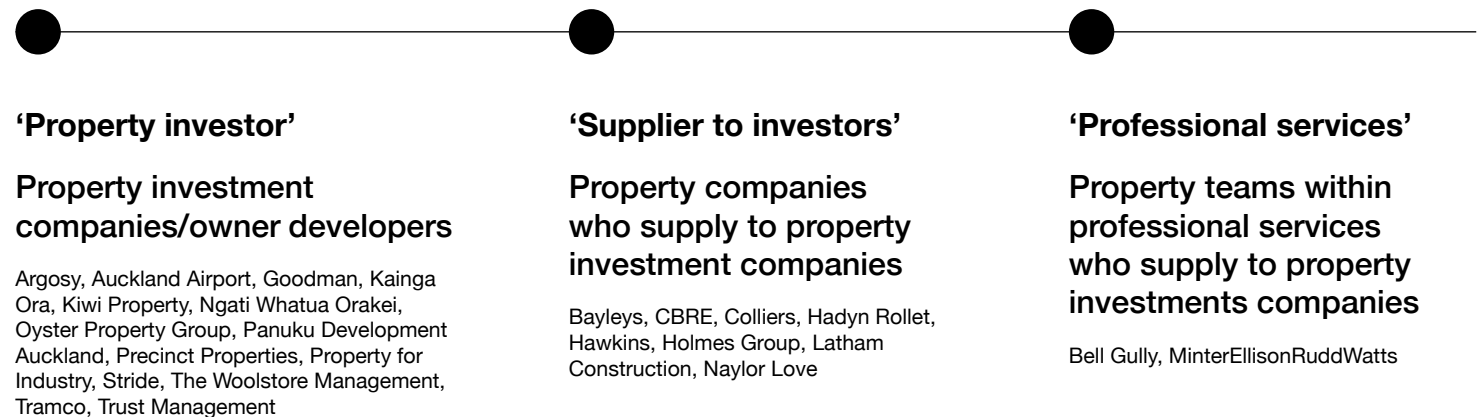 ‘Property investor’
Property investment
companies/owner developers
Argosy, Auckland Airport, Goodman, Kainga
Ora, Kiwi Property, Ngati Whatua Orakei,
Oyster Property Group, Panuku Development
Auckland, Precinct Properties, Property for
Industry, Stride, The Woolstore Management,
Tramco, Trust Management
‘Supplier to investors’
Property companies
who supply to property
investment companies
Bayleys, CBRE, Colliers, Hadyn Rollet,
Hawkins, Holmes Group, Latham
Construction, Naylor Love
‘Professional services’
Property teams within
professional services
who supply to property
investments companies
Bell Gully, MinterEllisonRuddWatts